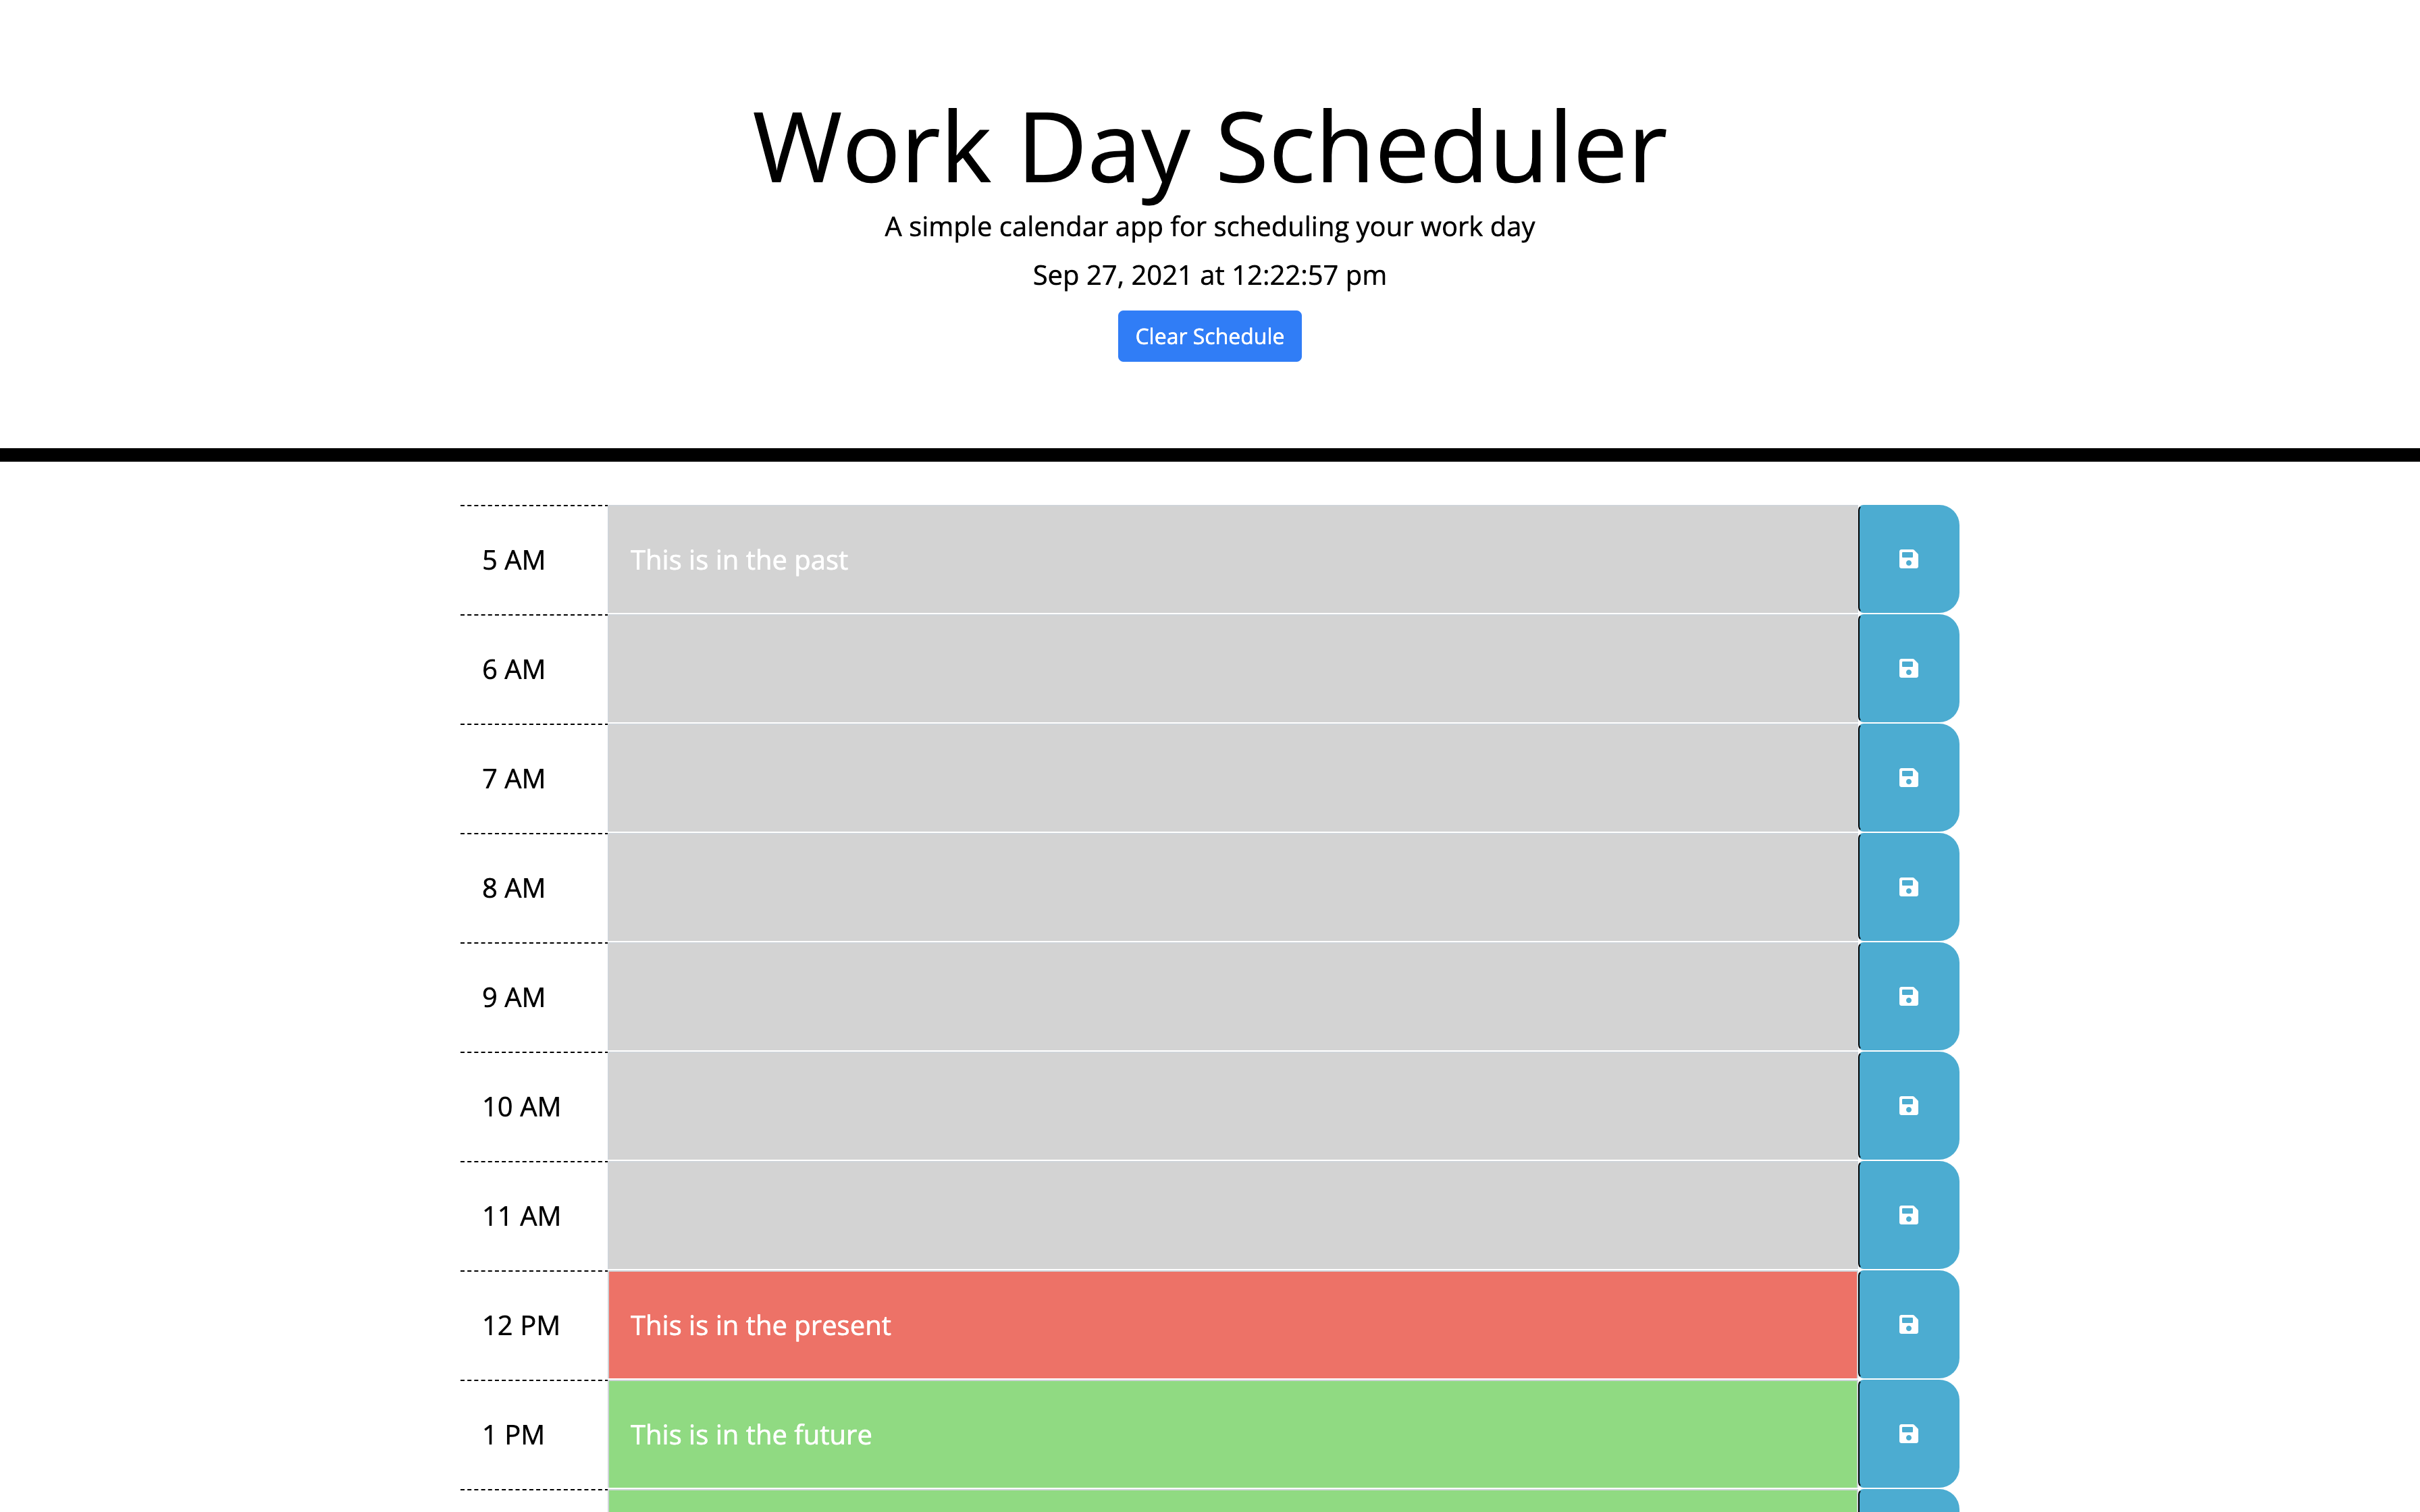 Work Day Scheduler
A simple calendar app for scheduling your work day
Sep 27, 2021 at 12:22:57 pm
Clear Schedule
5 AM This is in the past
6 AM
7 AM
8 AM
9 AM
10 AM
11 AM
12 PM This is in the present
1 PM This is in the future